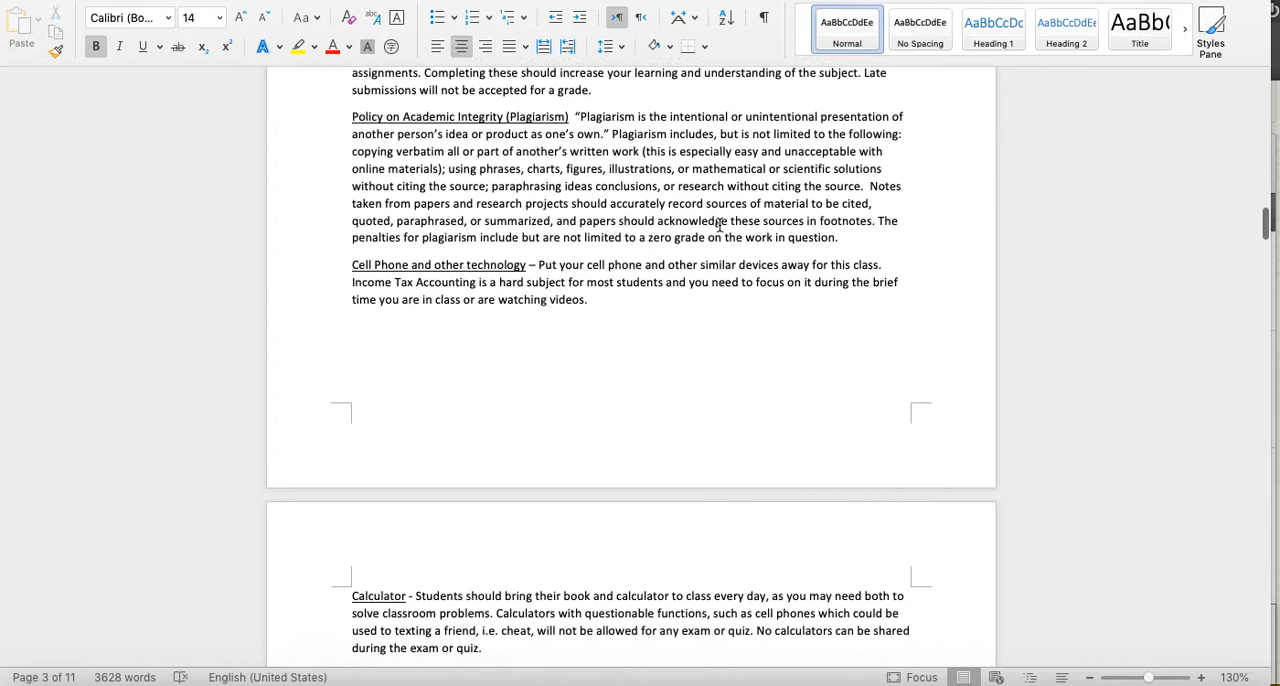 Calibri (Bo... 14 Aa
AaBbCcDdEe AaBbCcDdEe AaBbCcDc AaBbCcDdEe AaBb(
Paste B I U ab x₂ x² A A A Normal No Spacing Heading 1 Heading 2 Title Styles Pane
assignments. Completing these should increase your learning and understanding of the subject. Late
submissions will not be accepted for a grade.
Policy on Academic Integrity (Plagiarism) “Plagiarism is the intentional or unintentional presentation of
another person’s idea or product as one’s own.” Plagiarism includes, but is not limited to the following:
copying verbatim all or part of another’s written work (this is especially easy and unacceptable with
online materials); using phrases, charts, figures, illustrations, or mathematical or scientific solutions
without citing the source; paraphrasing ideas conclusions, or research without citing the source. Notes
taken from papers and research projects should accurately record sources of material to be cited,
quoted, paraphrased, or summarized, and papers should acknowledge these sources in footnotes. The
penalties for plagiarism include but are not limited to a zero grade on the work in question.
Cell Phone and other technology – Put your cell phone and other similar devices away for this class.
Income Tax Accounting is a hard subject for most students and you need to focus on it during the brief
time you are in class or are watching videos.
Calculator - Students should bring their book and calculator to class every day, as you may need both to
solve classroom problems. Calculators with questionable functions, such as cell phones which could be
used to texting a friend, i.e. cheat, will not be allowed for any exam or quiz. No calculators can be shared
during the exam or quiz.
Page 3 of 11 3628 words English (United States) Focus 130%